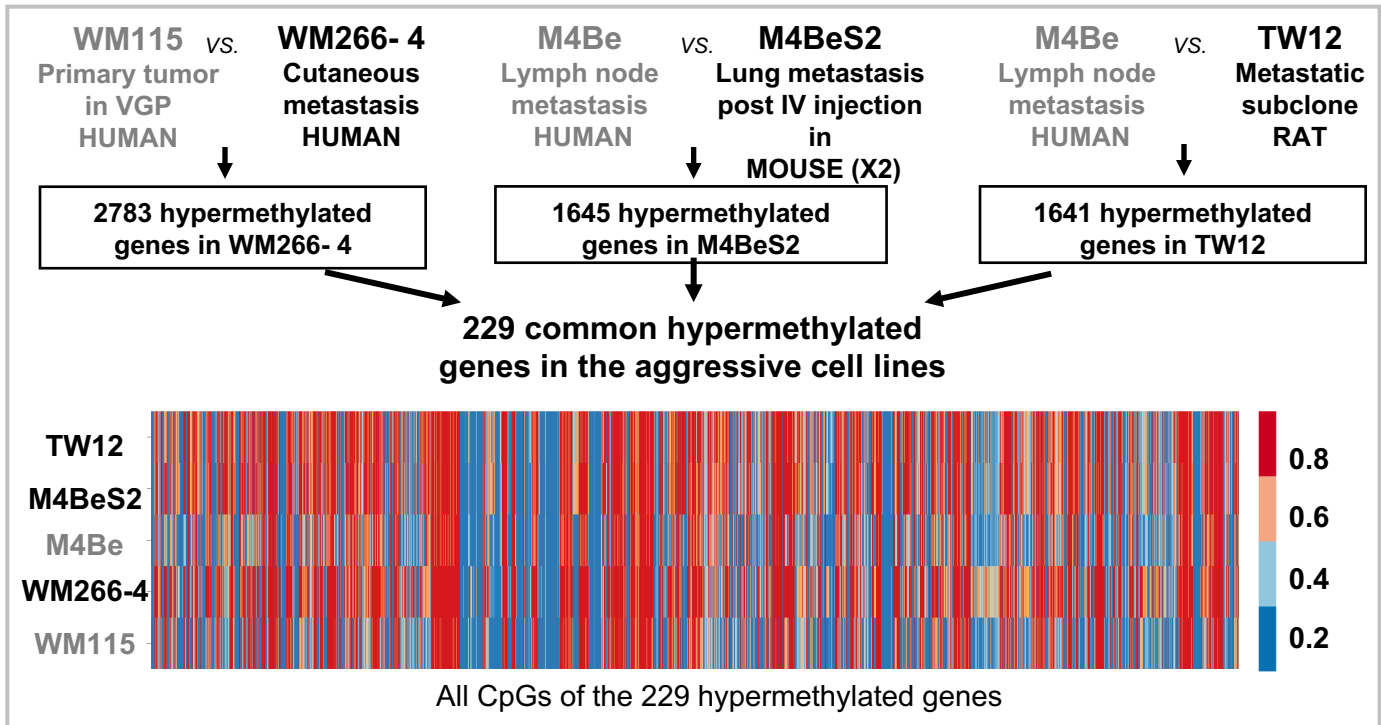 WM115 VS. WM266- 4
Primary tumor
in VGP
HUMAN
Cutaneous
metastasis
HUMAN
M4Be VS. M4BeS2
Lymph node
metastasis
HUMAN
Lung metastasis
post IV injection
in
MOUSE (X2)
M4Be VS. TW12
Lymph node
metastasis
HUMAN
Metastatic
subclone
RAT
2783 hypermethylated
genes in WM266- 4
1645 hypermethylated
genes in M4BeS2
1641 hypermethylated
genes in TW12
229 common hypermethylated
genes in the aggressive cell lines
TW12
M4BeS2
M4Be
WM266-4
WM115
0.8
0.6
0.4
0.2
All CpGs of the 229 hypermethylated genes